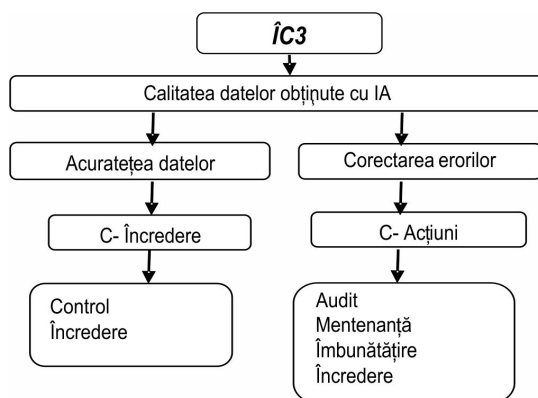 ÎC3
Calitatea datelor obținute cu IA
Acuratețea datelor
Corectarea erorilor
C- Încredere
C- Acțiuni
Control
Încredere
Audit
Mentenanță
Îmbunătățire
Încredere